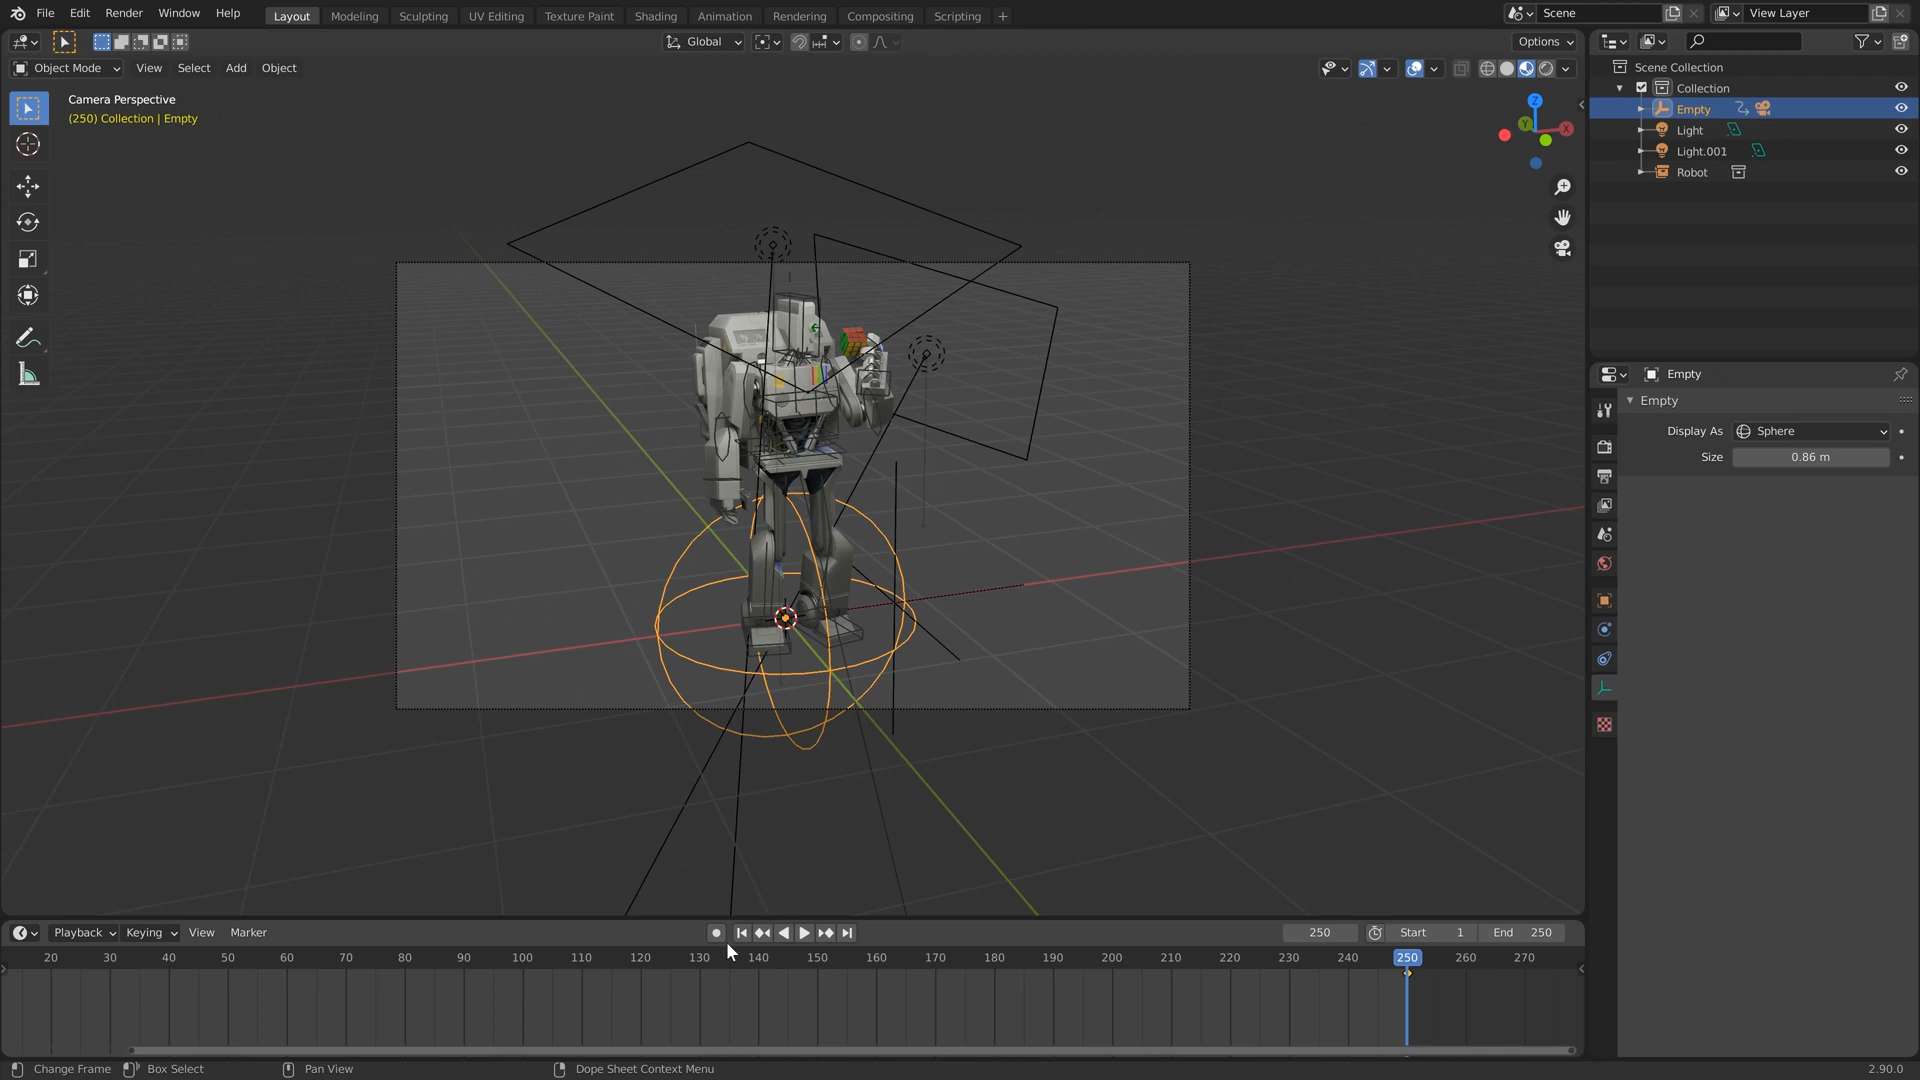 File Edit Render Window Help Layout Modeling Sculpting UV Editing Texture Paint Shading Animation Rendering Compositing Scripting + Scene View Layer
Global Options
Object Mode View Select Add Object
Camera Perspective
(250) Collection | Empty
Z
Y
X
Scene Collection
Collection
Empty
Light
Light.001
Robot
Empty
Empty
Display As Sphere
Size 0.86 m
Playback Keying View Marker 250 Start 1 End 250
20 30 40 50 60 70 80 90 100 110 120 130 140 150 160 170 180 190 200 210 220 230 240 250 260 270
Change Frame Box Select Pan View Dope Sheet Context Menu 2.90.0